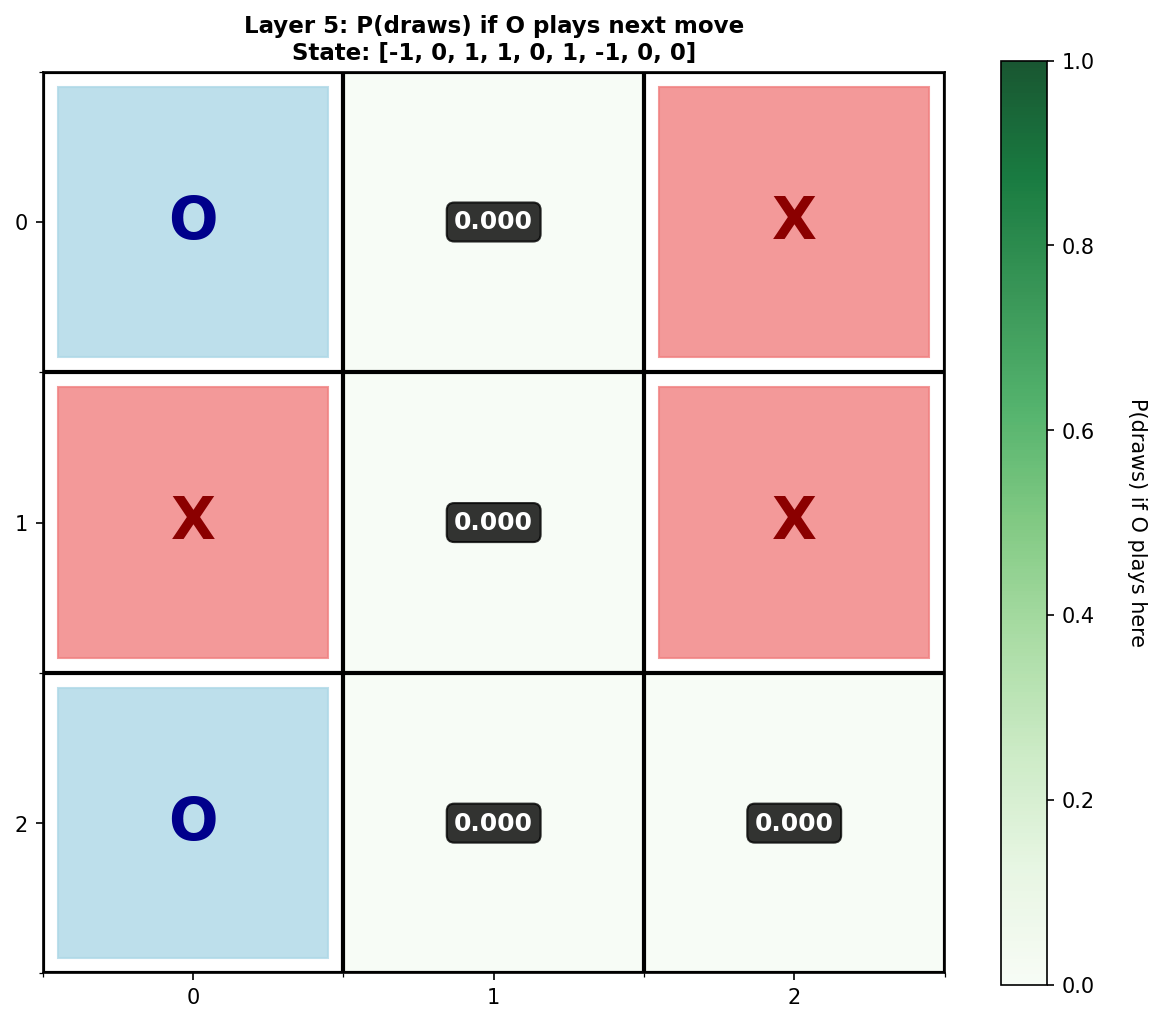 Layer 5: P(draws) if O plays next move
State: [-1, 0, 1, 1, 0, 1, -1, 0, 0]
O
0.000
X
X
0.000
X
O
0.000
0.000
0
1
2
0
1
2
1.0
0.8
0.6
0.4
0.2
0.0
P(draws) if O plays here